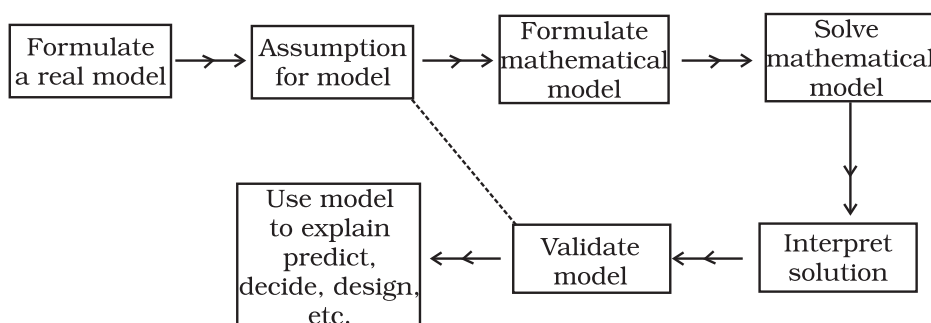 Formulate
a real model
Assumption
for model
Formulate
mathematical
model
Solve
mathematical
model
Use model
to explain
predict,
decide, design,
etc.
Validate
model
Interpret
solution